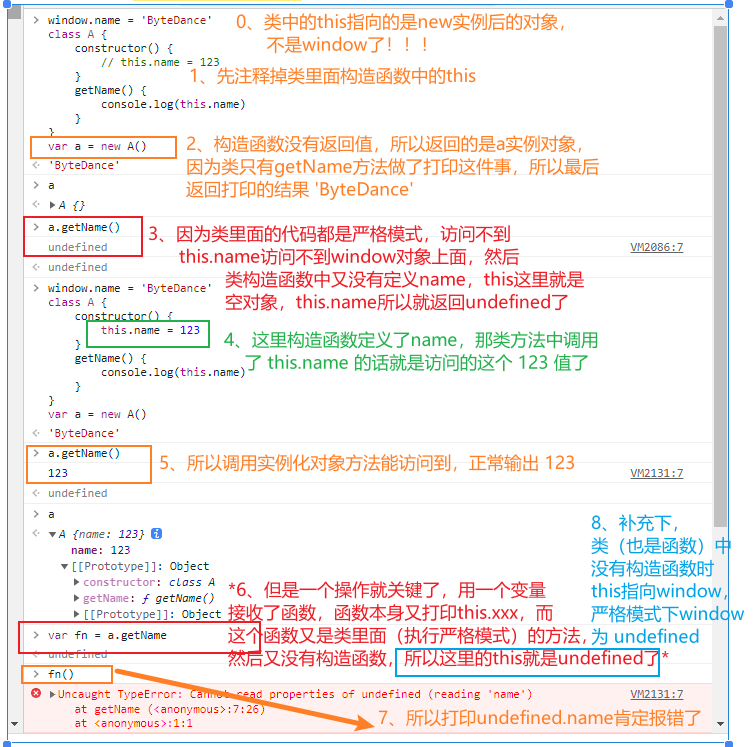 window.name = 'ByteDance'
class A {
constructor() {
// this.name = 123
}
getName() {
console.log(this.name)
}
}
var a = new A()
'ByteDance'
0、类中的this指向的是new实例后的对象，
不是window了！！！
1、先注释掉类里面构造函数中的this
2、构造函数没有返回值，所以返回的是a实例对象，
因为类只有getName方法做了打印这件事，所以最后
返回打印的结果 'ByteDance'
a
A {}
a.getName()
undefined
VM2086:7
undefined
3、因为类里面的代码都是严格模式，访问不到
this.name访问不到window对象上面，然后
类构造函数中又没有定义name，this这里就是
空对象，this.name所以就返回undefined了
window.name = 'ByteDance'
class A {
constructor() {
this.name = 123
}
getName() {
console.log(this.name)
}
}
var a = new A()
'ByteDance'
4、这里构造函数定义了name，那类方法中调用
了 this.name 的话就是访问的这个 123 值了
a.getName()
123
VM2131:7
undefined
5、所以调用实例化对象方法能访问到，正常输出 123
a
A {name: 123} i
name: 123
[[Prototype]]: Object
constructor: class A
getName: ƒ getName()
[[Prototype]]: Object
8、补充下，
类（也是函数）中
没有构造函数时
this指向window，
严格模式下window
为 undefined
*6、但是一个操作就关键了，用一个变量
接收了函数，函数本身又打印this.xxx，而
这个函数又是类里面（执行严格模式）的方法，
然后又没有构造函数，所以这里的this就是undefined了*
var fn = a.getName
undefined
fn()
Uncaught TypeError: Cannot read properties of undefined (reading 'name')
VM2131:7
at getName (<anonymous>:7:26)
at <anonymous>:1:1
7、所以打印undefined.name肯定报错了